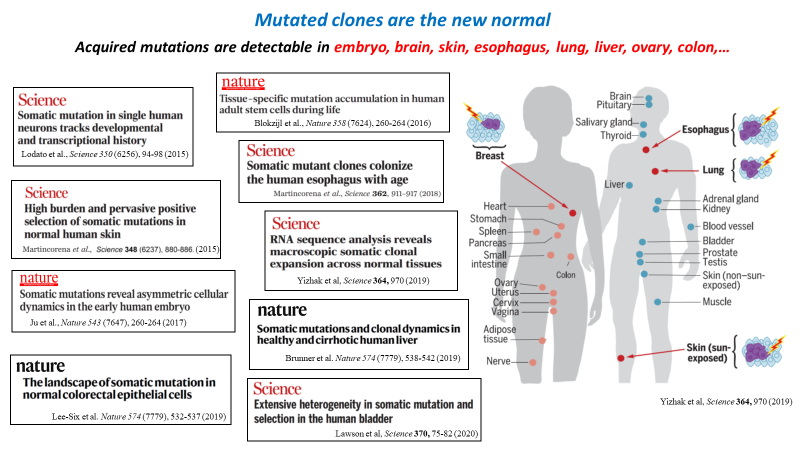 Mutated clones are the new normal
Acquired mutations are detectable in embryo, brain, skin, esophagus, lung, liver, ovary, colon,…
Science
Somatic mutation in single human
neurons tracks developmental
and transcriptional history
Lodato et al., Science 350 (6256), 94-98 (2015)
Science
High burden and pervasive positive
selection of somatic mutations in
normal human skin
Martincorena et al., Science 348 (6237), 880-886. (2015)
nature
Somatic mutations reveal asymmetric cellular
dynamics in the early human embryo
Ju et al., Nature 543 (7647), 260-264 (2017)
nature
The landscape of somatic mutation in
normal colorectal epithelial cells
Lee-Six et al. Nature 574 (7779), 532-537 (2019)
nature
Tissue-specific mutation accumulation in human
adult stem cells during life
Blokzijl et al., Nature 358 (7624), 260-264 (2016)
Science
Somatic mutant clones colonize
the human esophagus with age
Martincorena et al., Science 362, 911–917 (2018)
Science
RNA sequence analysis reveals
macroscopic somatic clonal
expansion across normal tissues
Yizhak et al, Science 364, 970 (2019)
nature
Somatic mutations and clonal dynamics in
healthy and cirrhotic human liver
Brunner et al. Nature 574 (7779), 538-542 (2019)
Science
Extensive heterogeneity in somatic mutation and
selection in the human bladder
Lawson et al, Science 370, 75-82 (2020)
Breast
Heart
Stomach
Spleen
Pancreas
Small
intestine
Colon
Ovary
Uterus
Cervix
Vagina
Adipose
tissue
Nerve
Brain
Pituitary
Salivary gland
Thyroid
Esophagus
Lung
Liver
Adrenal gland
Kidney
Blood vessel
Bladder
Prostate
Testis
Skin (non–sun-
exposed)
Muscle
Skin (sun-
exposed)
Yizhak et al, Science 364, 970 (2019)